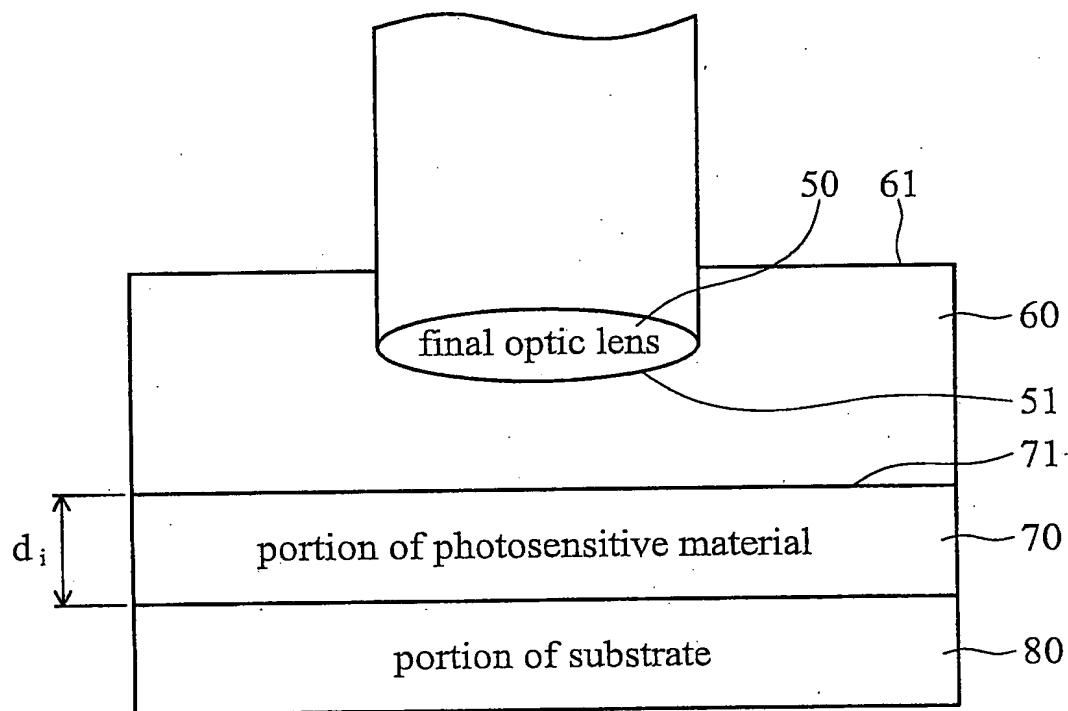 50 61
60
final optic lens
51
71
d i
portion of photosensitive material
70
portion of substrate
80